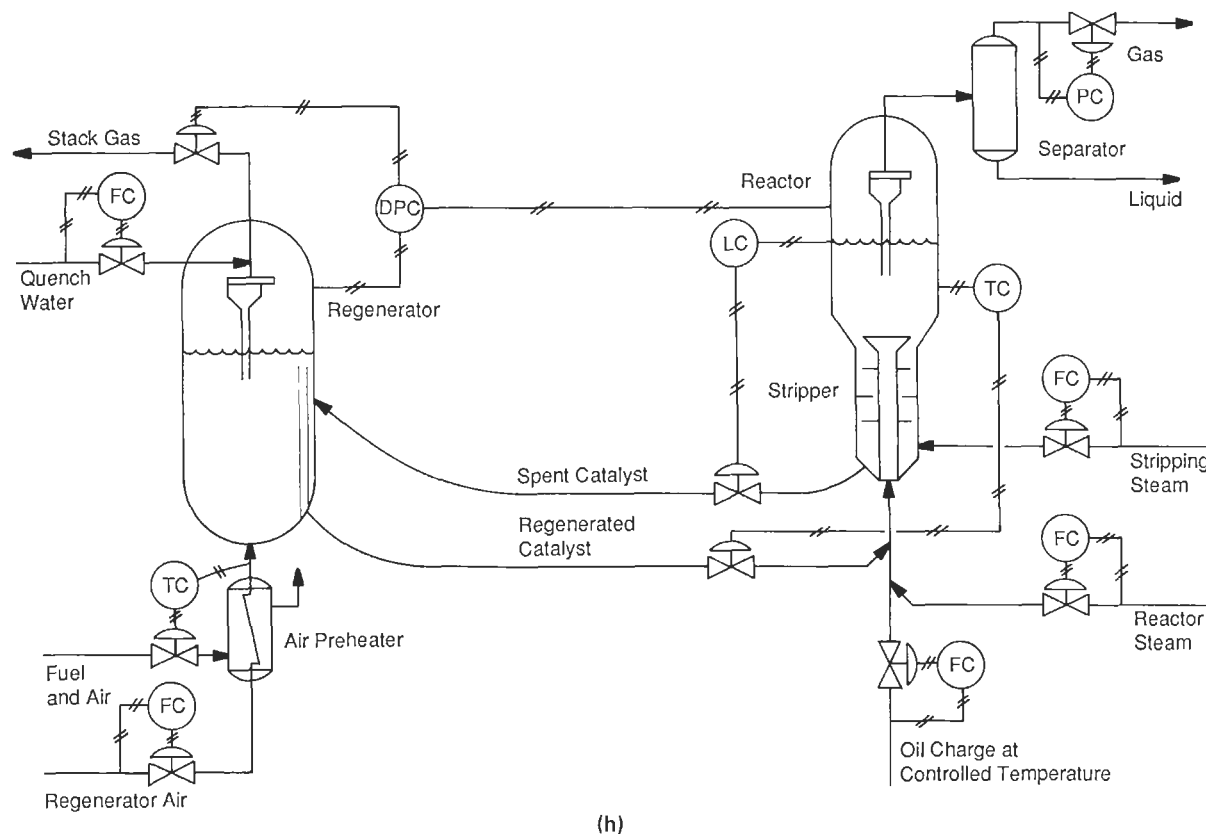 Gas
PC
Separator
Liquid
Stack Gas
FC
Quench
Water
DPC
Regenerator
Reactor
LC
TC
Stripper
FC
Stripping
Steam
Spent Catalyst
Regenerated
Catalyst
FC
Reactor
Steam
TC
Air Preheater
Fuel
and Air
FC
Regenerator Air
FC
Oil Charge at
Controlled Temperature
(h)